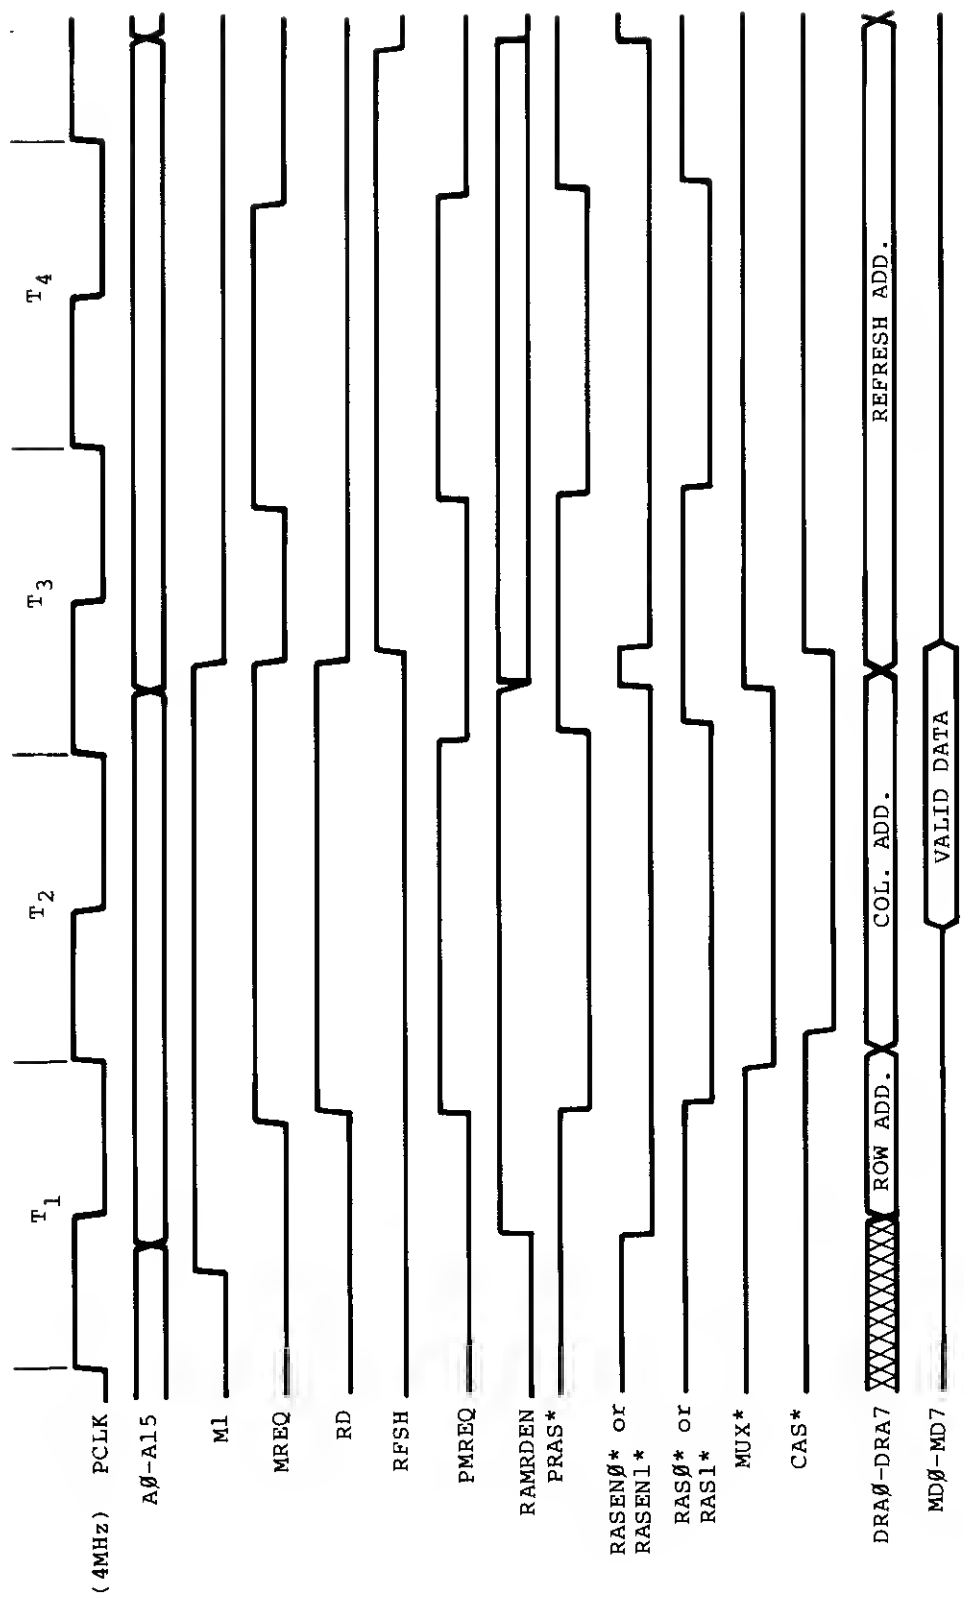 T1 T2 T3 T4
(4MHz) PCLK
AØ-A15
M1
MREQ
RD
RFSH
PMREQ
RAMRDEN
PRAS*
RASENØ* or
RASEN1*
RASØ* or
RAS1*
MUX*
CAS*
DRAØ-DRA7 ROW ADD. COL. ADD. REFRESH ADD.
MDØ-MD7 VALID DATA